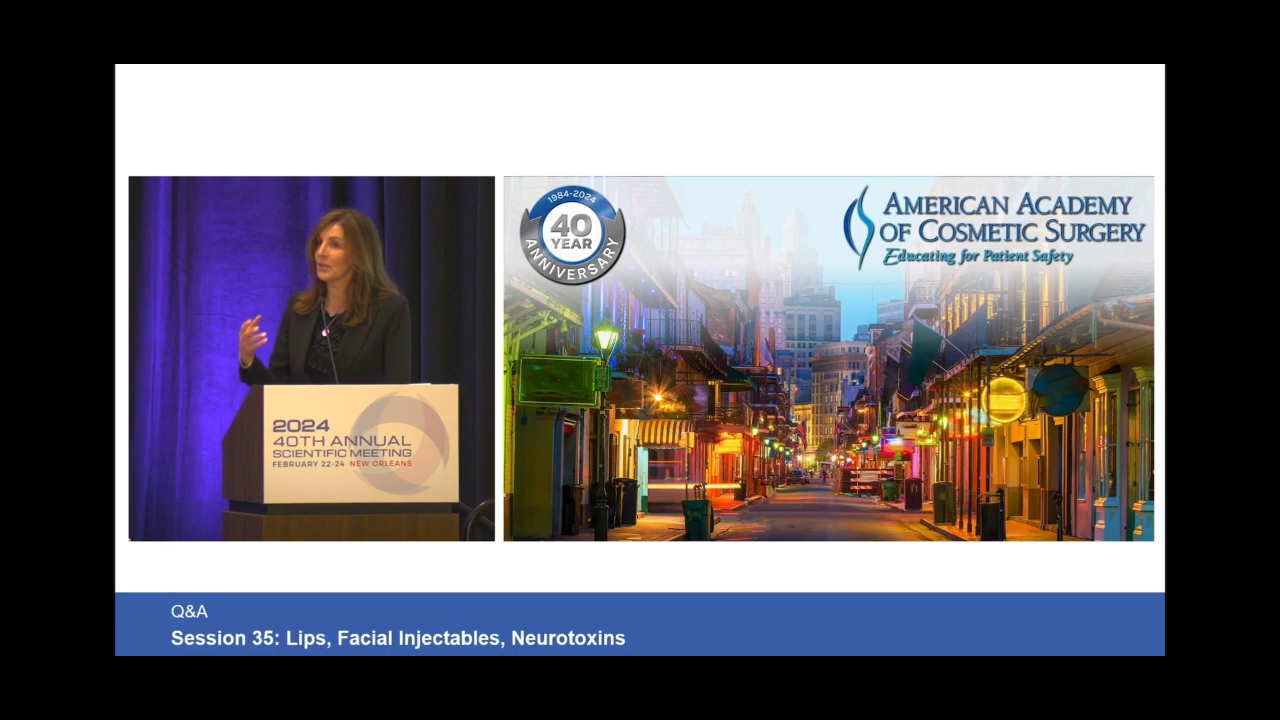 1984-2024
40
YEAR
ANNIVERSARY
AMERICAN ACADEMY
OF COSMETIC SURGERY
Educating for Patient Safety
2024
40TH ANNUAL
SCIENTIFIC MEETING
FEBRUARY 22-24 NEW ORLEANS
Q&A
Session 35: Lips, Facial Injectables, Neurotoxins